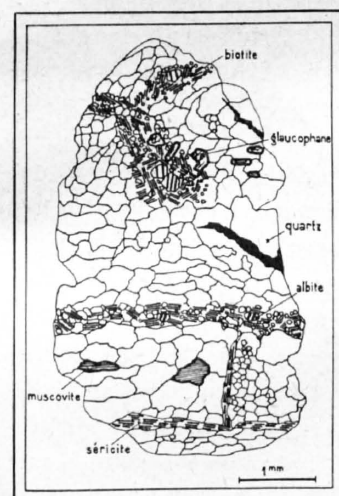 biotite
glaucophane
quartz
albite
muscovite
séricite
1 mm